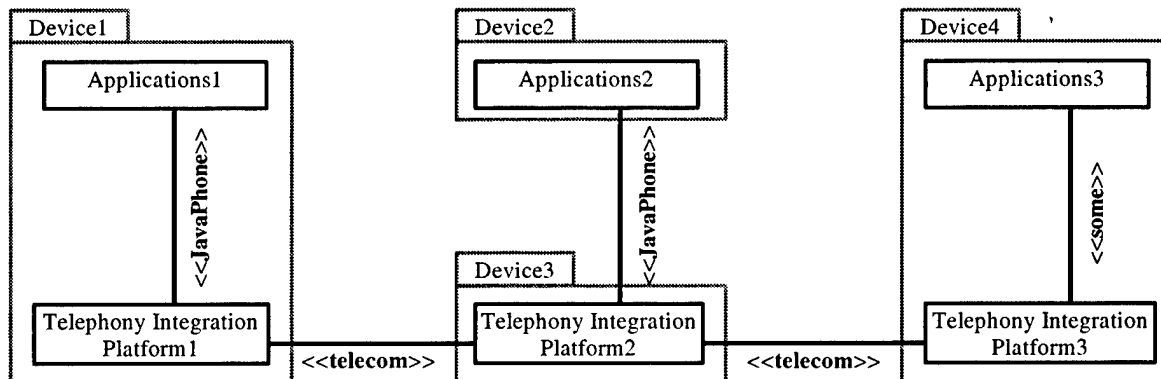 Device1
Device2
Device4
Applications1
Applications2
Applications3
<<JavaPhone>>
<<JavaPhone>>
<<some>>
Device3
Telephony Integration
Platform1
Telephony Integration
Platform2
Telephony Integration
Platform3
<<telecom>>
<<telecom>>